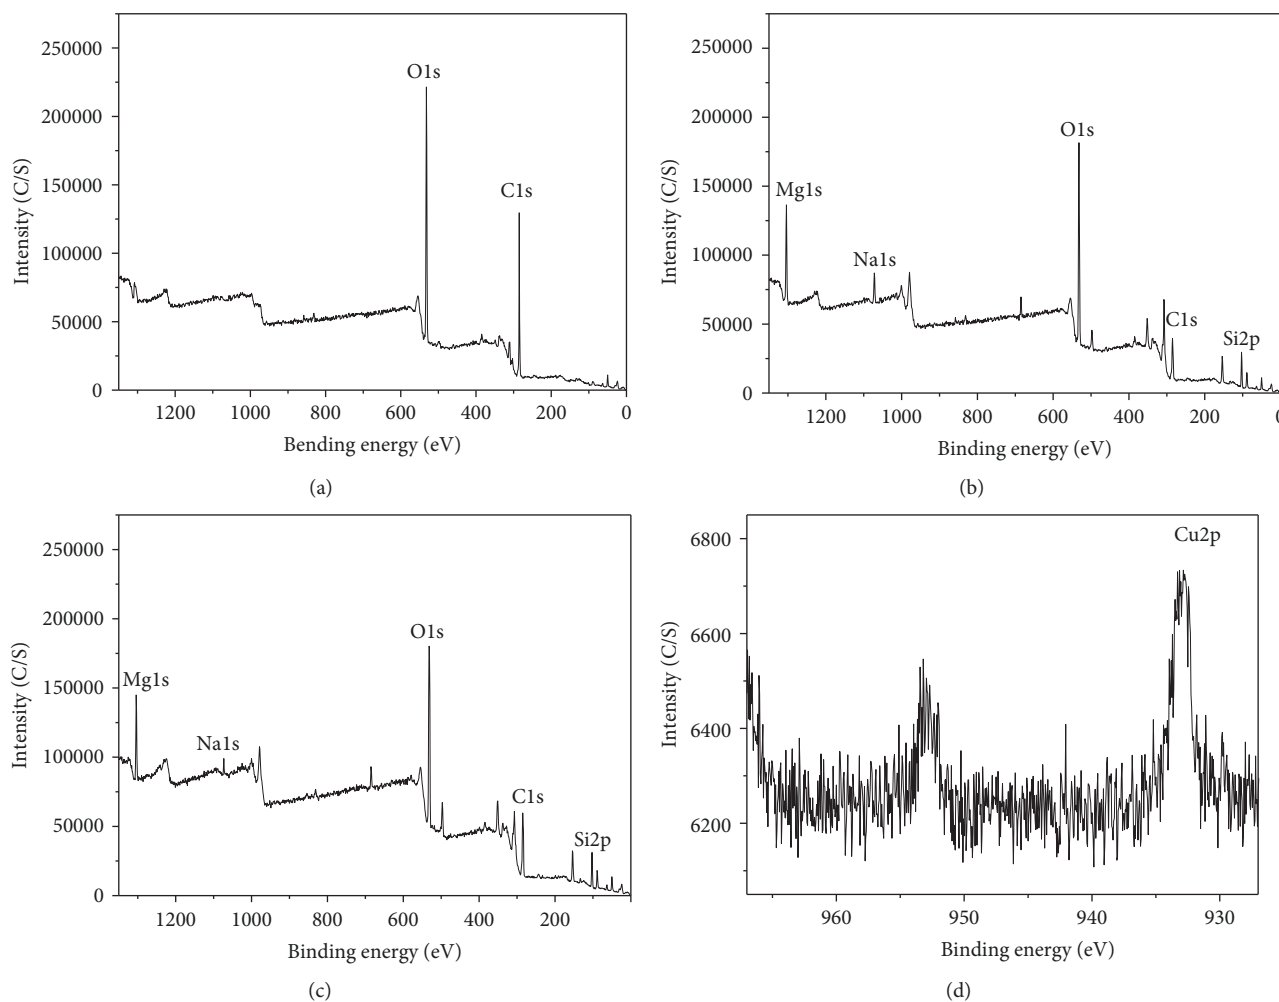 250000
200000
150000
100000
50000
0
Intensity (C/S)
O1s
C1s
1200 1000 800 600 400 200 0
Bending energy (eV)
(a)
250000
200000
150000
100000
50000
0
Intensity (C/S)
Mg1s
Na1s
O1s
C1s
Si2p
1200 1000 800 600 400 200 0
Binding energy (eV)
(b)
250000
200000
150000
100000
50000
0
Intensity (C/S)
Mg1s
Na1s
O1s
C1s
Si2p
1200 1000 800 600 400 200
Binding energy (eV)
(c)
6800
6600
6400
6200
Intensity (C/S)
Cu2p
960 950 940 930
Binding energy (eV)
(d)